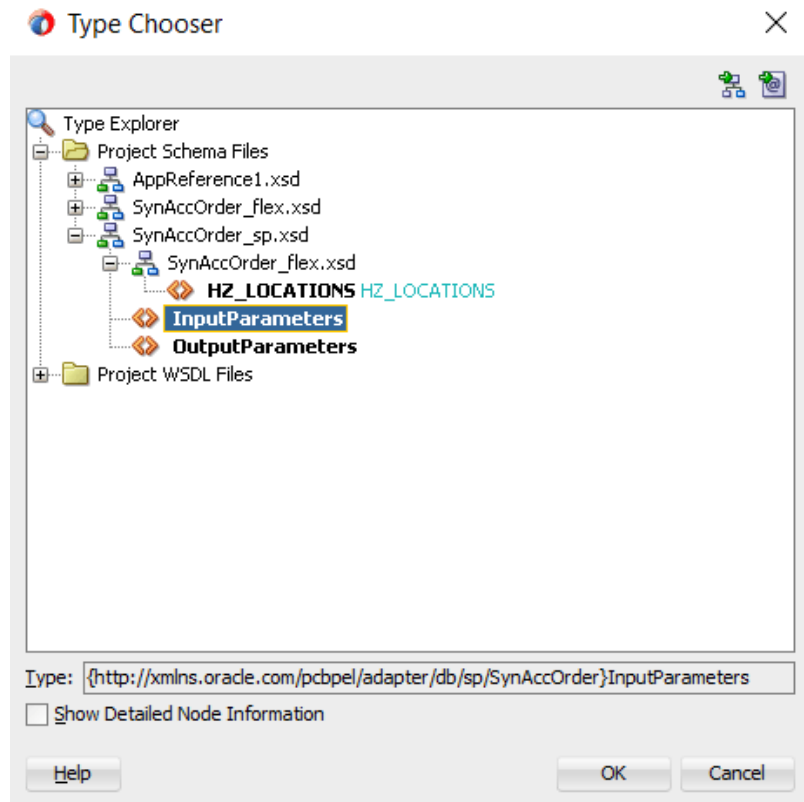 Type Chooser
Type Explorer
Project Schema Files
AppReference1.xsd
SynAccOrder_flex.xsd
SynAccOrder_sp.xsd
SynAccOrder_flex.xsd
HZ_LOCATIONS HZ_LOCATIONS
InputParameters
OutputParameters
Project WSDL Files
Type: {http://xmlns.oracle.com/pcbpel/adapter/db/sp/SynAccOrder}InputParameters
Show Detailed Node Information
Help OK Cancel